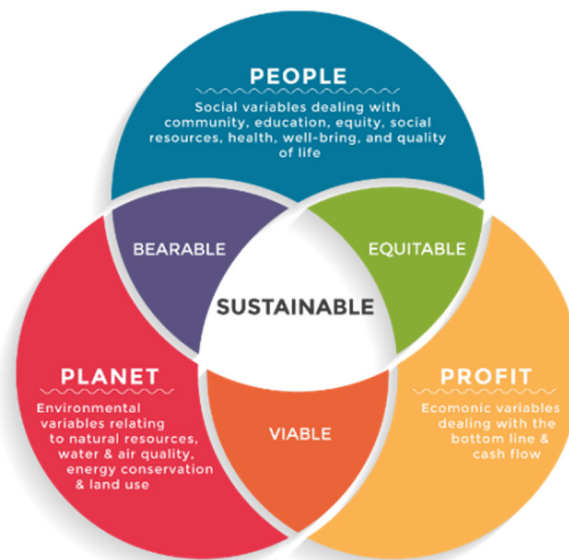 PEOPLE
Social variables dealing with
community, education, equity, social
resources, health, well-bring, and quality
of life
BEARABLE
EQUITABLE
SUSTAINABLE
PLANET
Environmental
variables relating
to natural resources,
water & air quality,
energy conservation
& land use
VIABLE
PROFIT
Ecomonic variables
dealing with the
bottom line &
cash flow